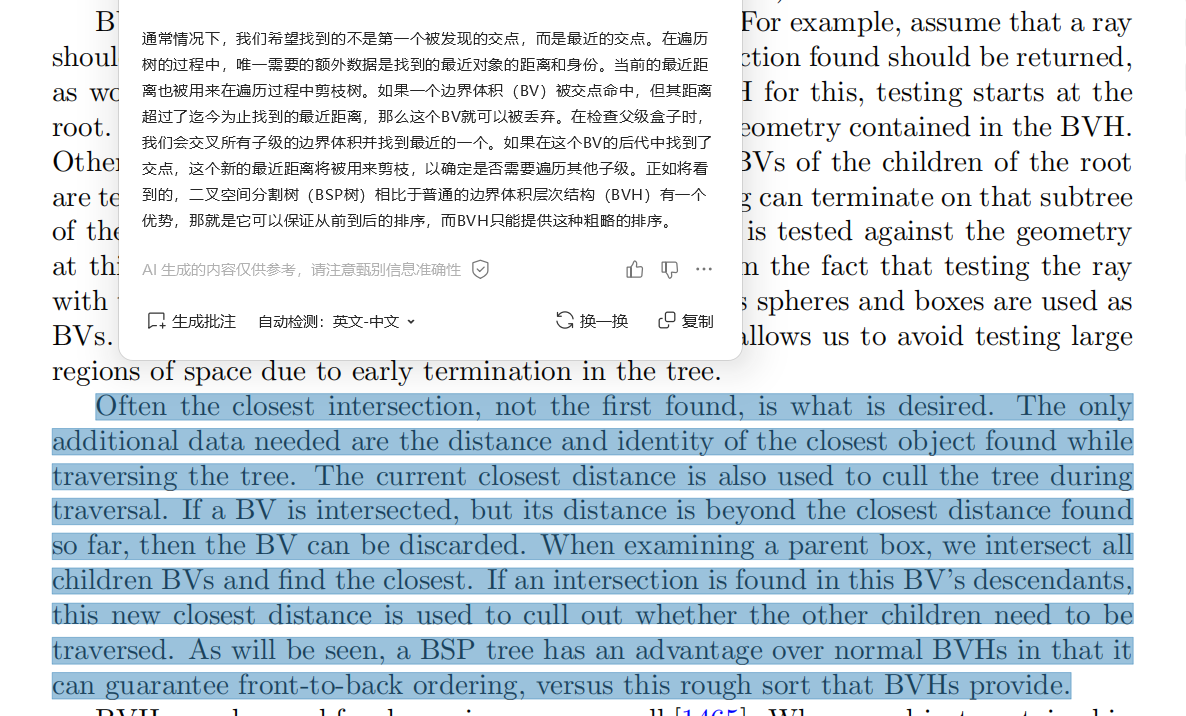 B
For example, assume that a ray
通常情况下，我们希望找到的不是第一个被发现的交点，而是最近的交点。在遍历
树的过程中，唯一需要的额外数据是找到的最近对象的距离和身份。当前的最近距
离也被用来在遍历过程中剪枝树。如果一个边界体积（BV）被交点命中，但其距离
超过了迄今为止找到的最近距离，那么这个BV就可以被丢弃。在检查父级盒子时，
我们会交叉所有子级的边界体积并找到最近的一个。如果在这个BV的后代中找到了
交点，这个新的最近距离将被用来剪枝，以确定是否需要遍历其他子级。正如将看
到的，二叉空间分割树（BSP树）相比于普通的边界体积层次结构（BVH）有一个
优势，那就是它可以保证从前到后的排序，而BVH只能提供这种粗略的排序。
AI 生成的内容仅供参考，请注意甄别信息准确性
生成批注 自动检测：英文-中文 换一换 复制
shoul
ction found should be returned,
as wo
H for this, testing starts at the
root.
eometry contained in the BVH.
Other
BVs of the children of the root
are te
g can terminate on that subtree
of the
is tested against the geometry
at thi
m the fact that testing the ray
with
s spheres and boxes are used as
BVs.
allows us to avoid testing large
regions of space due to early termination in the tree.
Often the closest intersection, not the first found, is what is desired. The only
additional data needed are the distance and identity of the closest object found while
traversing the tree. The current closest distance is also used to cull the tree during
traversal. If a BV is intersected, but its distance is beyond the closest distance found
so far, then the BV can be discarded. When examining a parent box, we intersect all
children BVs and find the closest. If an intersection is found in this BV's descendants,
this new closest distance is used to cull out whether the other children need to be
traversed. As will be seen, a BSP tree has an advantage over normal BVHs in that it
can guarantee front-to-back ordering, versus this rough sort that BVHs provide.